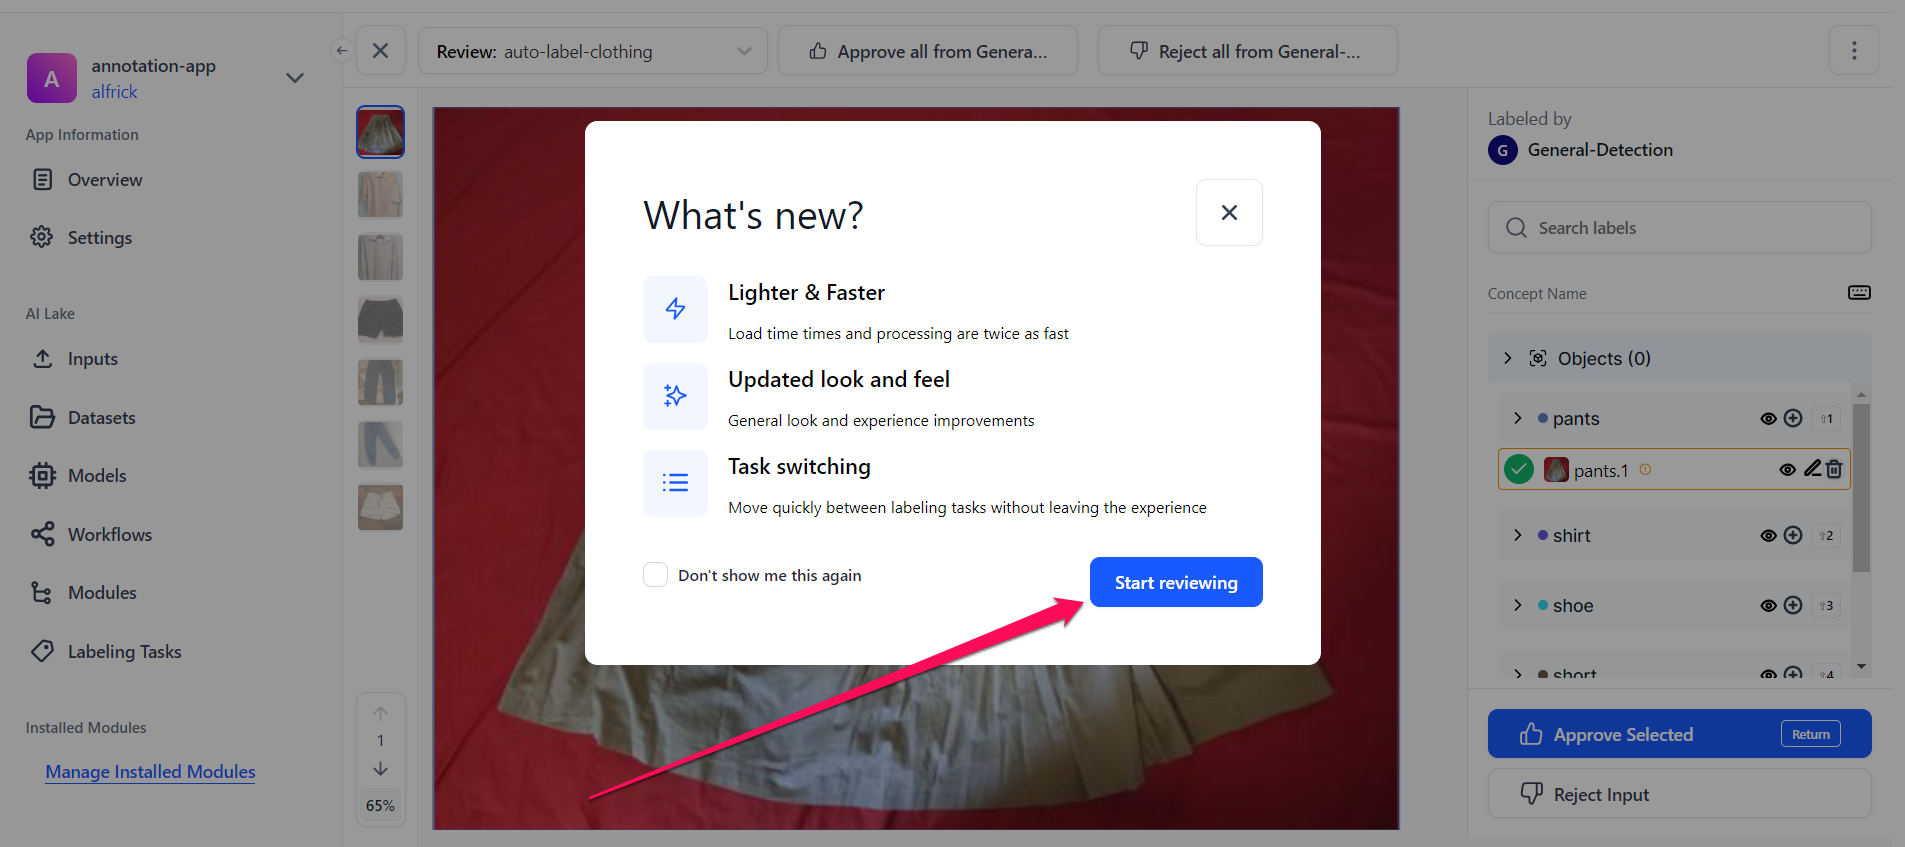 A
annotation-app
alfrick
App Information
Overview
Settings
AI Lake
Inputs
Datasets
Models
Workflows
Modules
Labeling Tasks
Installed Modules
Manage Installed Modules
Review: auto-label-clothing
Approve all from Genera...
Reject all from General-...
1
65%
What's new?
Lighter & Faster
Load time times and processing are twice as fast
Updated look and feel
General look and experience improvements
Task switching
Move quickly between labeling tasks without leaving the experience
Don't show me this again
Start reviewing
Labeled by
G
General-Detection
Search labels
Concept Name
Objects (0)
pants
⇧1
pants.1
shirt
⇧2
shoe
⇧3
short
⇧4
Approve Selected
Return
Reject Input